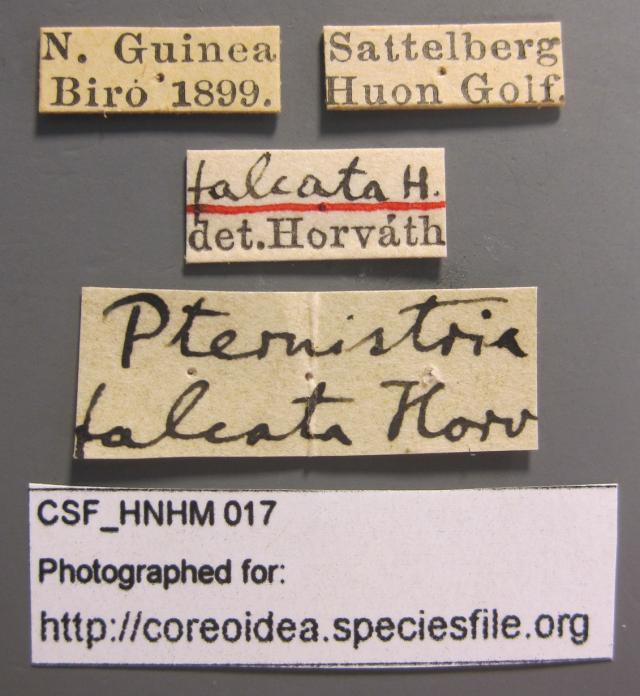 N. Guinea
Biró 1899.
Sattelberg
Huon Golf.
falcata H.
det. Horváth
Pternistria
falcata Horv
CSF_HNHM 017
Photographed for:
http://coreoidea.speciesfile.org